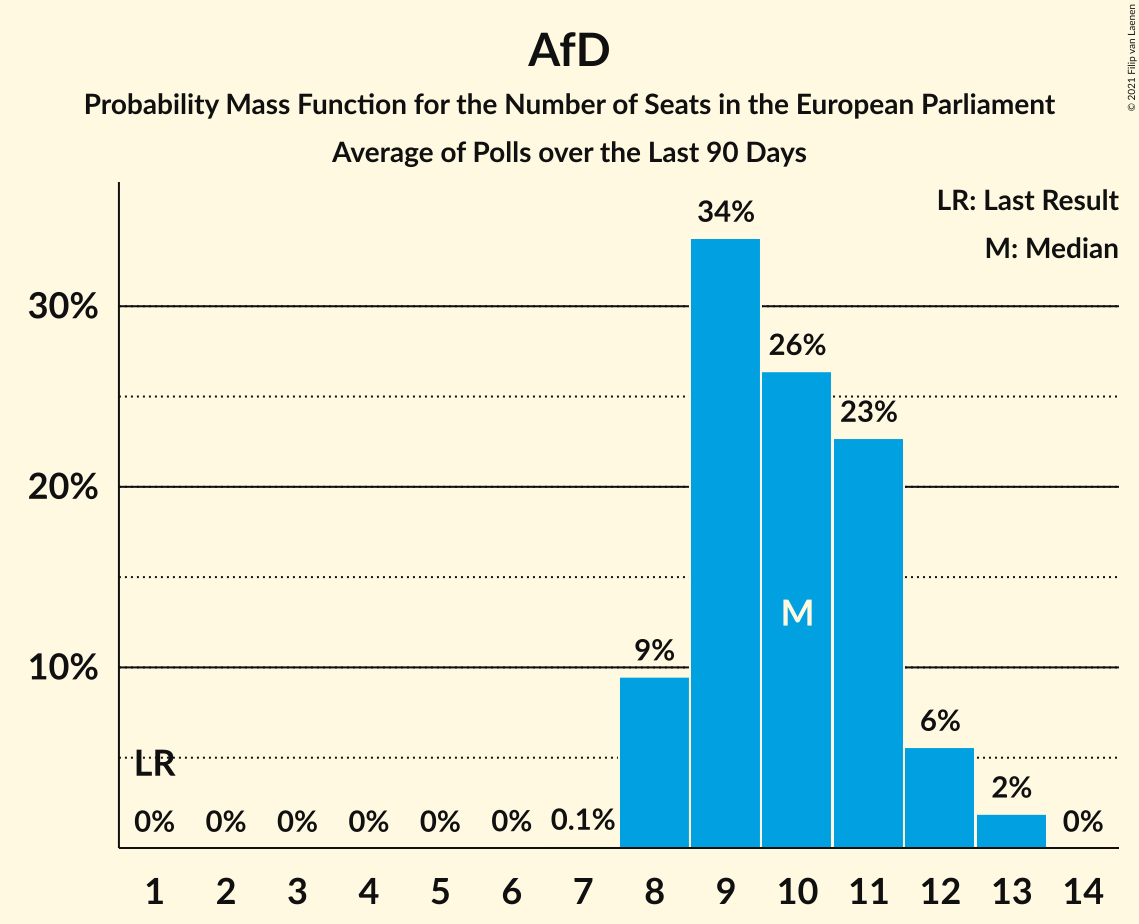 AfD
Probability Mass Function for the Number of Seats in the European Parliament
Average of Polls over the Last 90 Days
© 2021 Filip van Laenen
LR: Last Result
M: Median
34%
30%
26%
23%
20%
M
10%
9%
6%
LR
2%
0% 0% 0% 0% 0% 0% 0.1% 0%
1 2 3 4 5 6 7 8 9 10 11 12 13 14